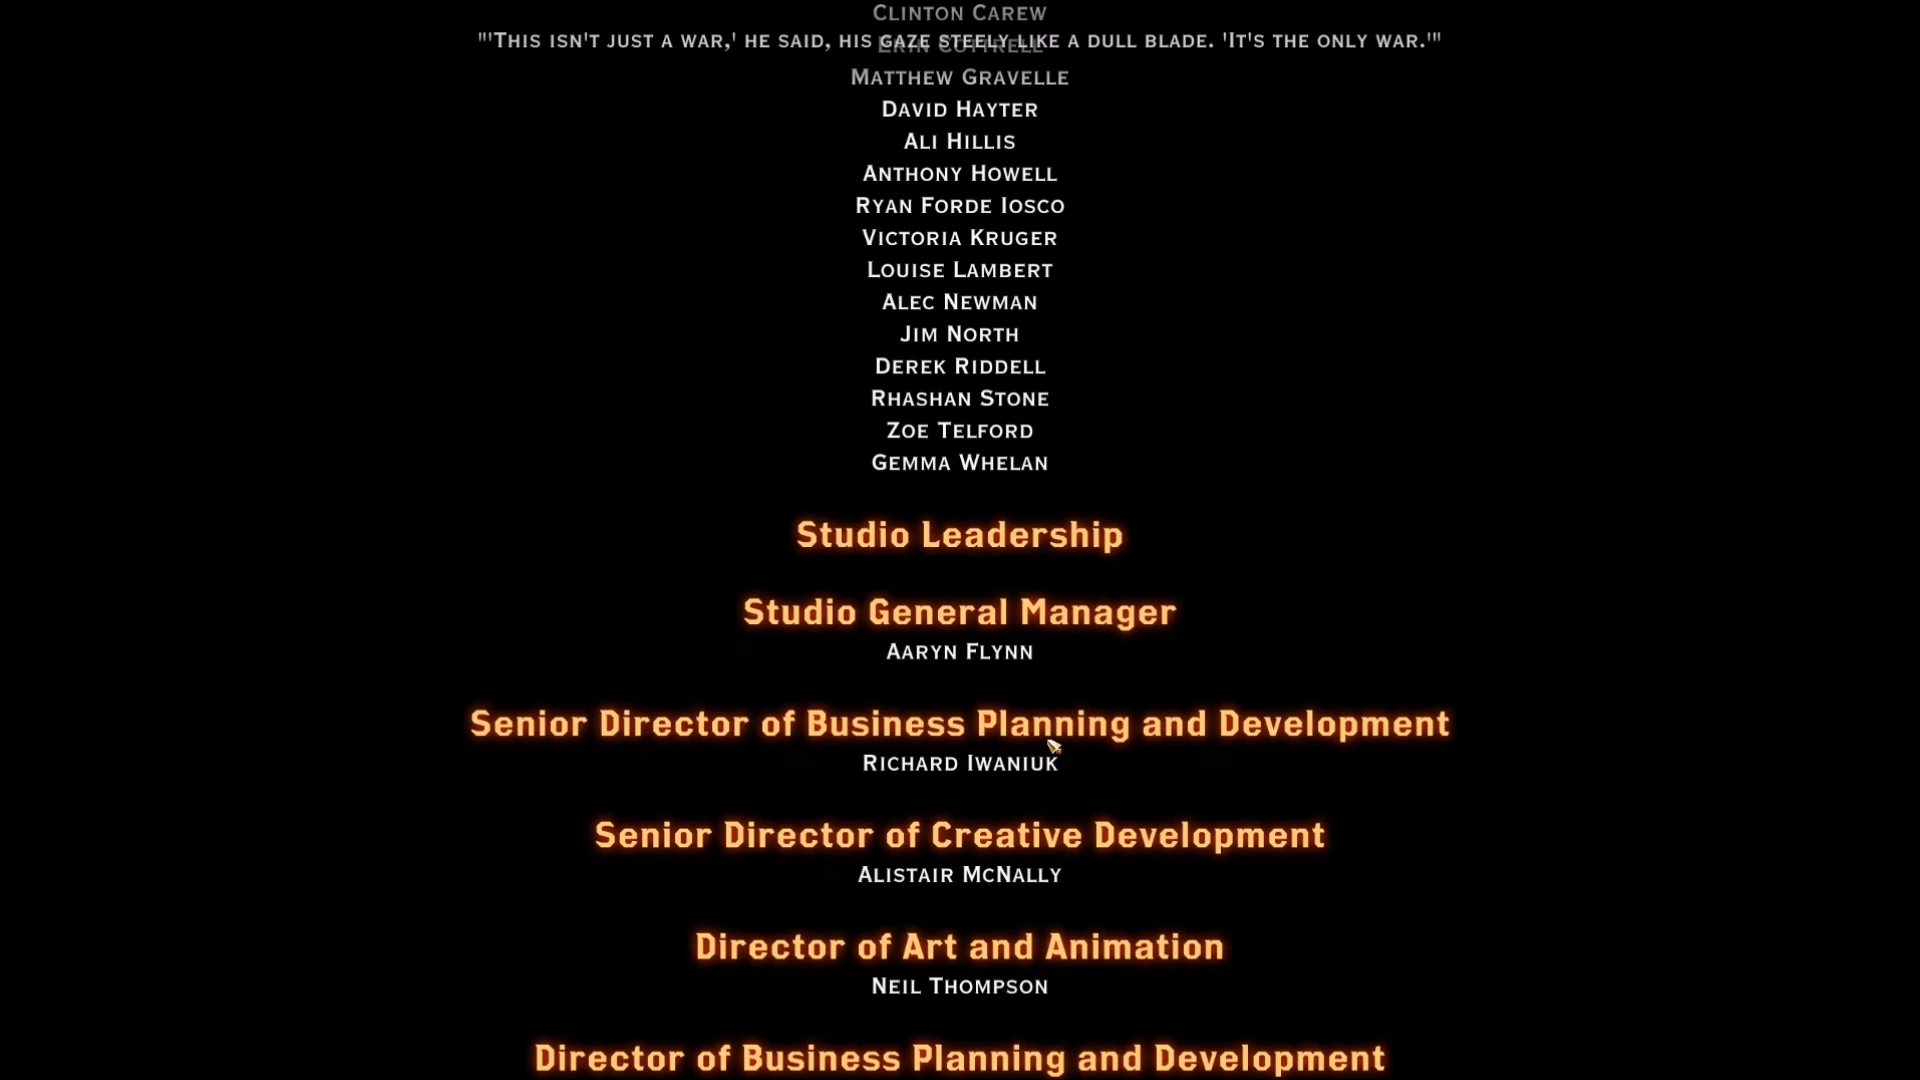 Clinton Carew
"'This isn't just a war,' he said, his gaze steely like a dull blade. 'It's the only war.'"
Erin Cottrell
Matthew Gravelle
David Hayter
Ali Hillis
Anthony Howell
Ryan Forde Iosco
Victoria Kruger
Louise Lambert
Alec Newman
Jim North
Derek Riddell
Rhashan Stone
Zoe Telford
Gemma Whelan
Studio Leadership
Studio General Manager
Aaryn Flynn
Senior Director of Business Planning and Development
Richard Iwaniuk
Senior Director of Creative Development
Alistair McNally
Director of Art and Animation
Neil Thompson
Director of Business Planning and Development